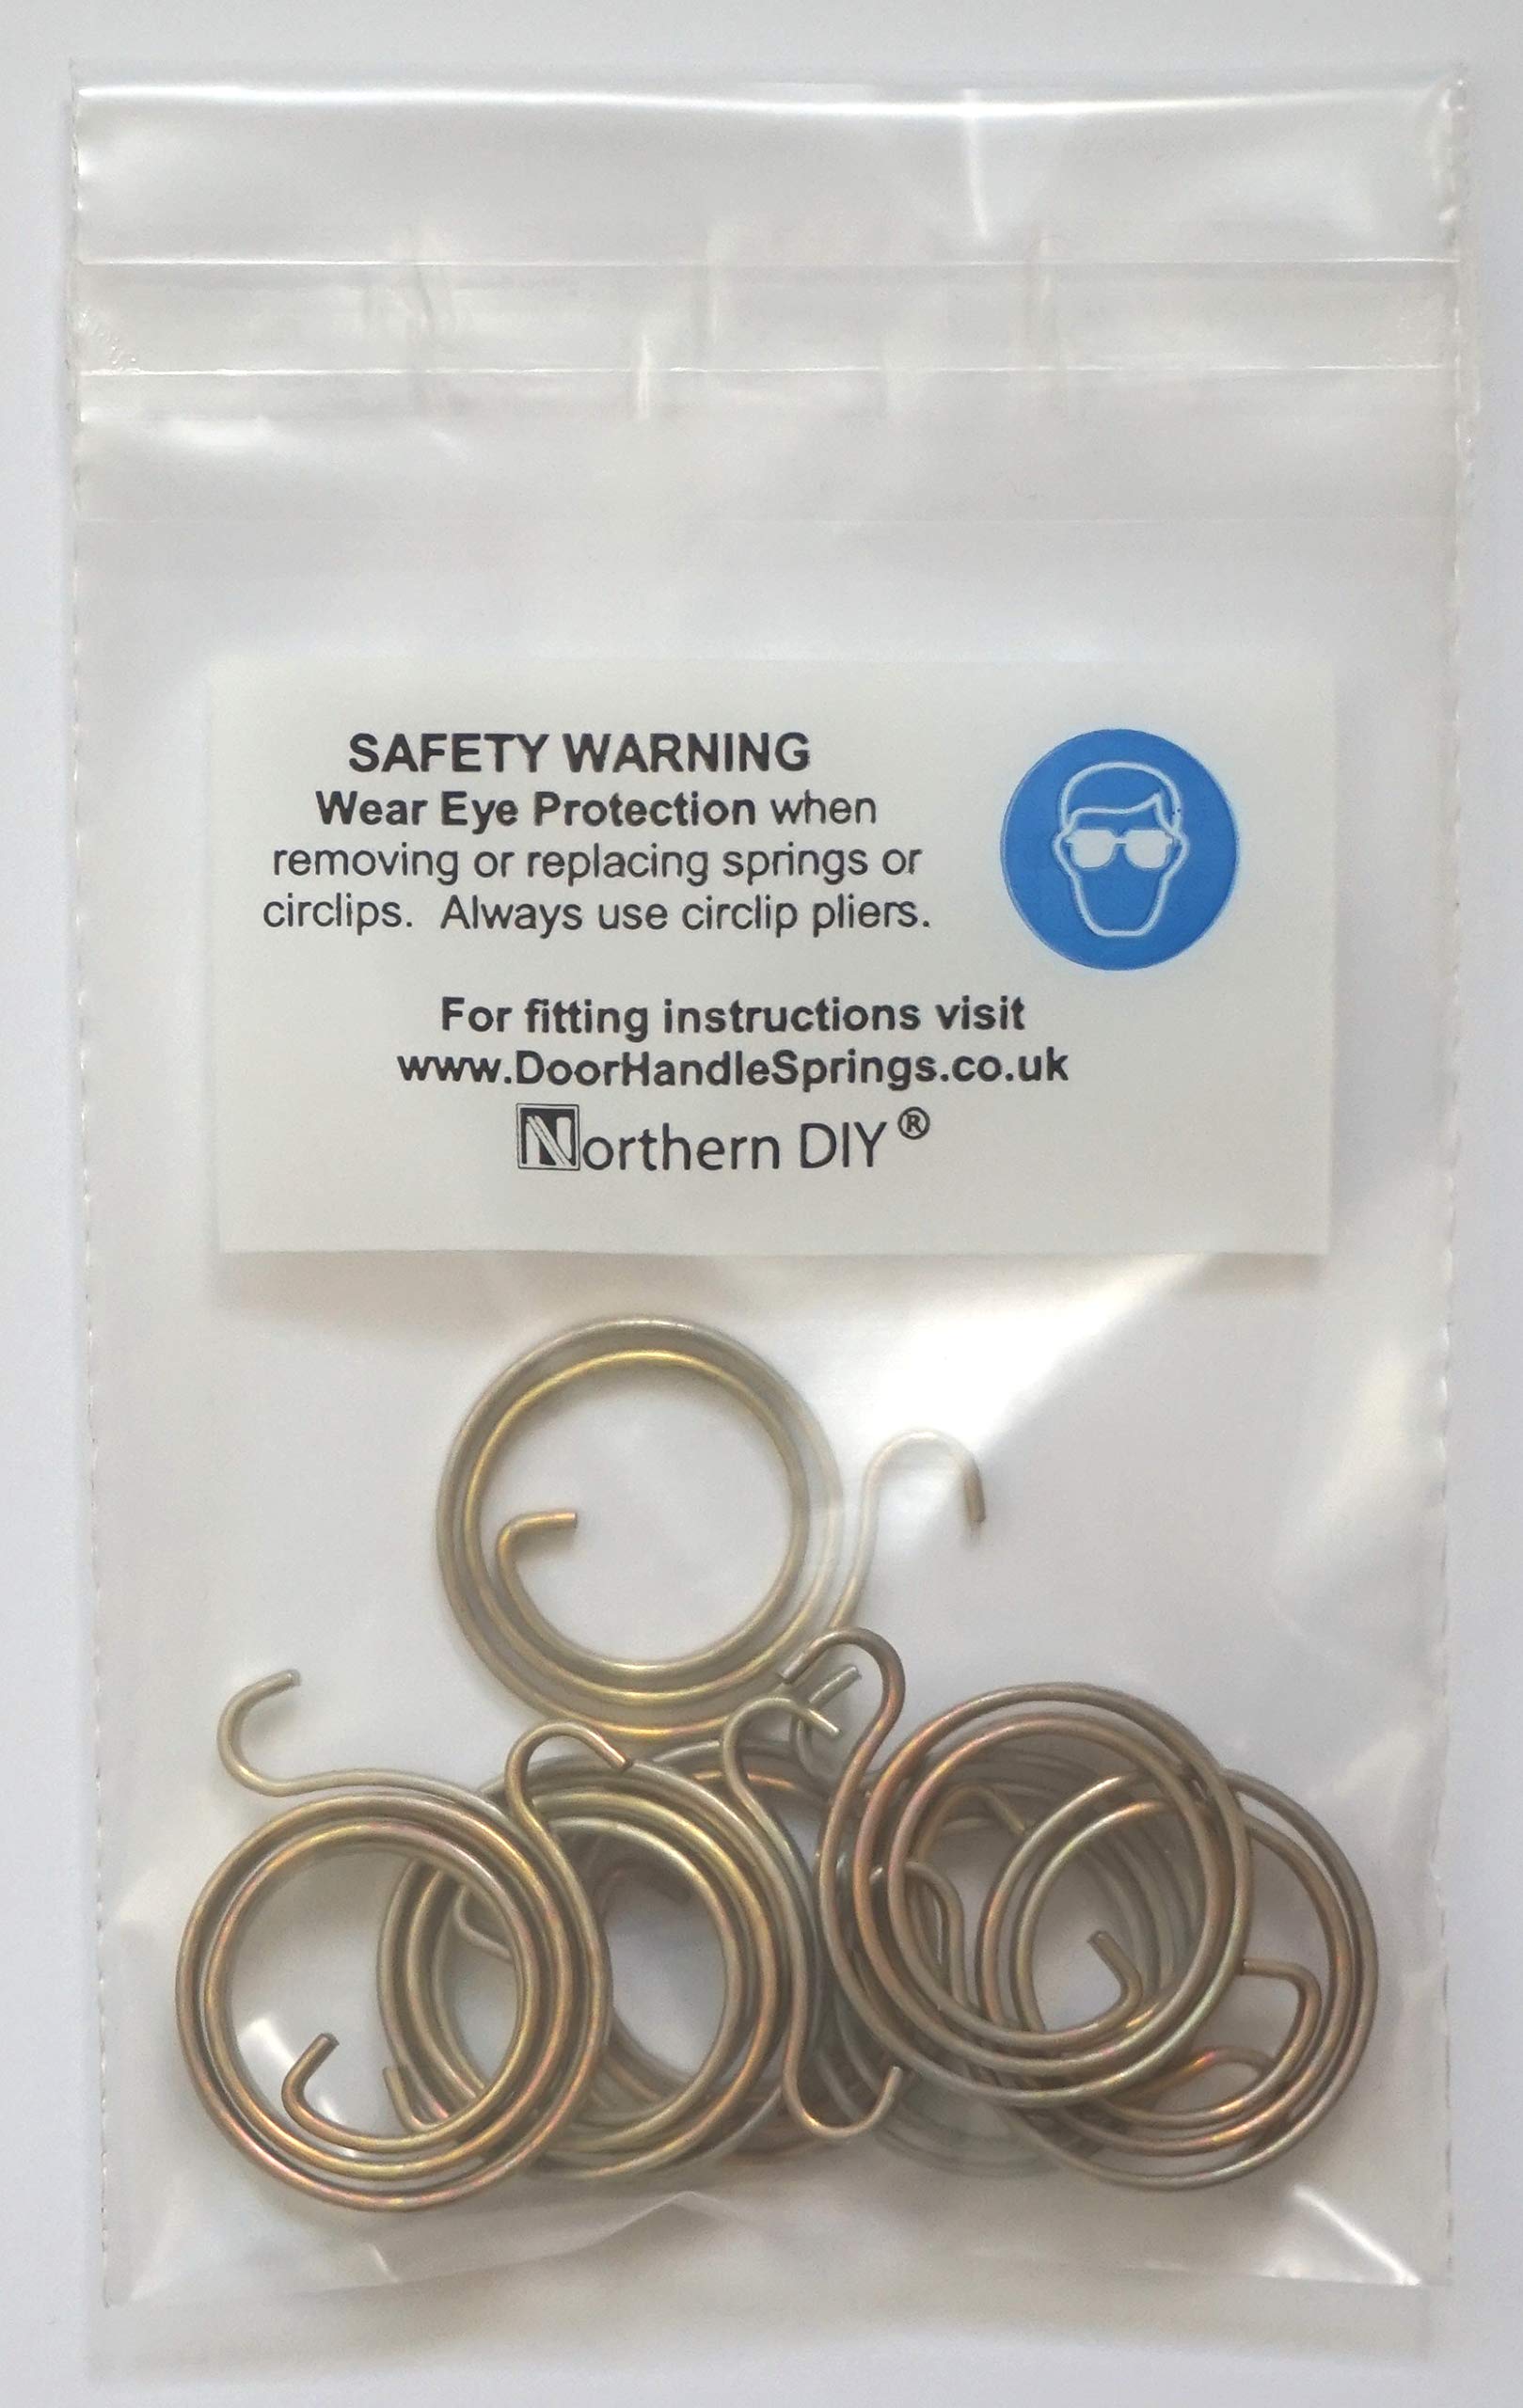 SAFETY WARNING
Wear Eye Protection when
removing or replacing springs or
circlips.  Always use circlip pliers.
For fitting instructions visit
www.DoorHandleSprings.co.uk
Northern DIY®